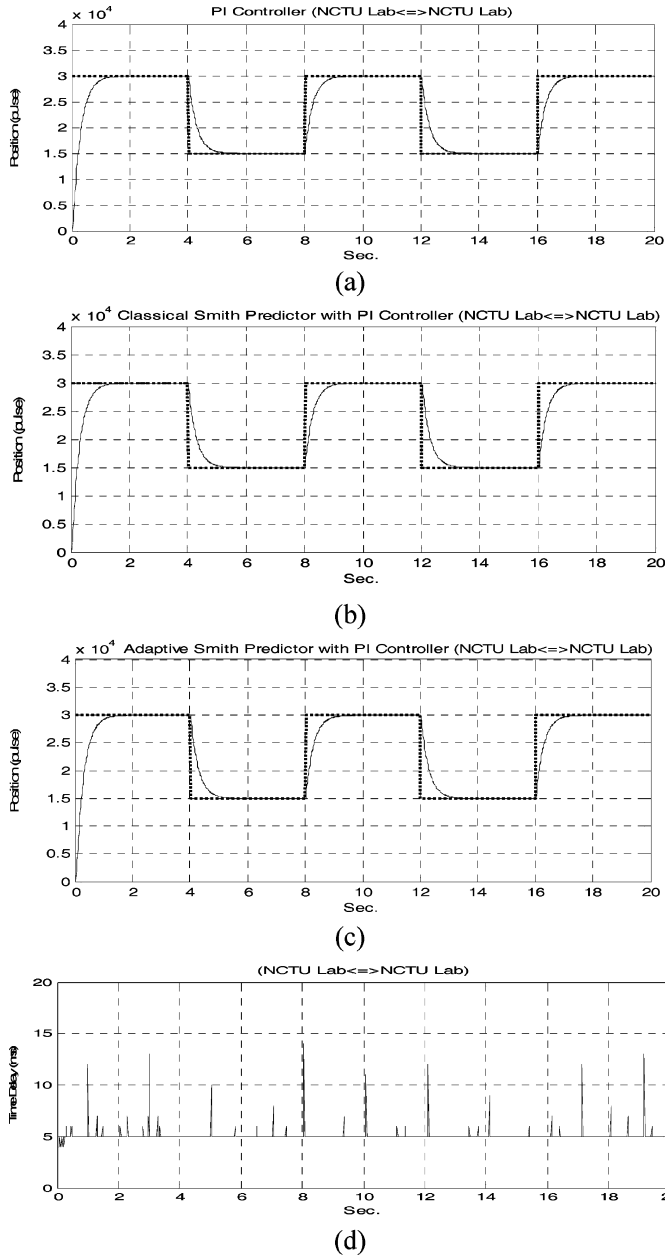 × 10⁴ PI Controller (NCTU Lab<=>NCTU Lab)
4
3.5
3
2.5
2
1.5
1
0.5
0
Position (pulse)
0 2 4 6 8 10 12 14 16 18 20
Sec.
(a)
× 10⁴ Classical Smith Predictor with PI Controller (NCTU Lab<=>NCTU Lab)
4
3.5
3
2.5
2
1.5
1
0.5
0
Position (pulse)
0 2 4 6 8 10 12 14 16 18 20
Sec.
(b)
× 10⁴ Adaptive Smith Predictor with PI Controller (NCTU Lab<=>NCTU Lab)
4
3.5
3
2.5
2
1.5
1
0.5
0
Position (pulse)
0 2 4 6 8 10 12 14 16 18 20
Sec.
(c)
(NCTU Lab<=>NCTU Lab)
20
15
10
5
0
Time Delay (ms)
0 2 4 6 8 10 12 14 16 18 20
Sec.
(d)